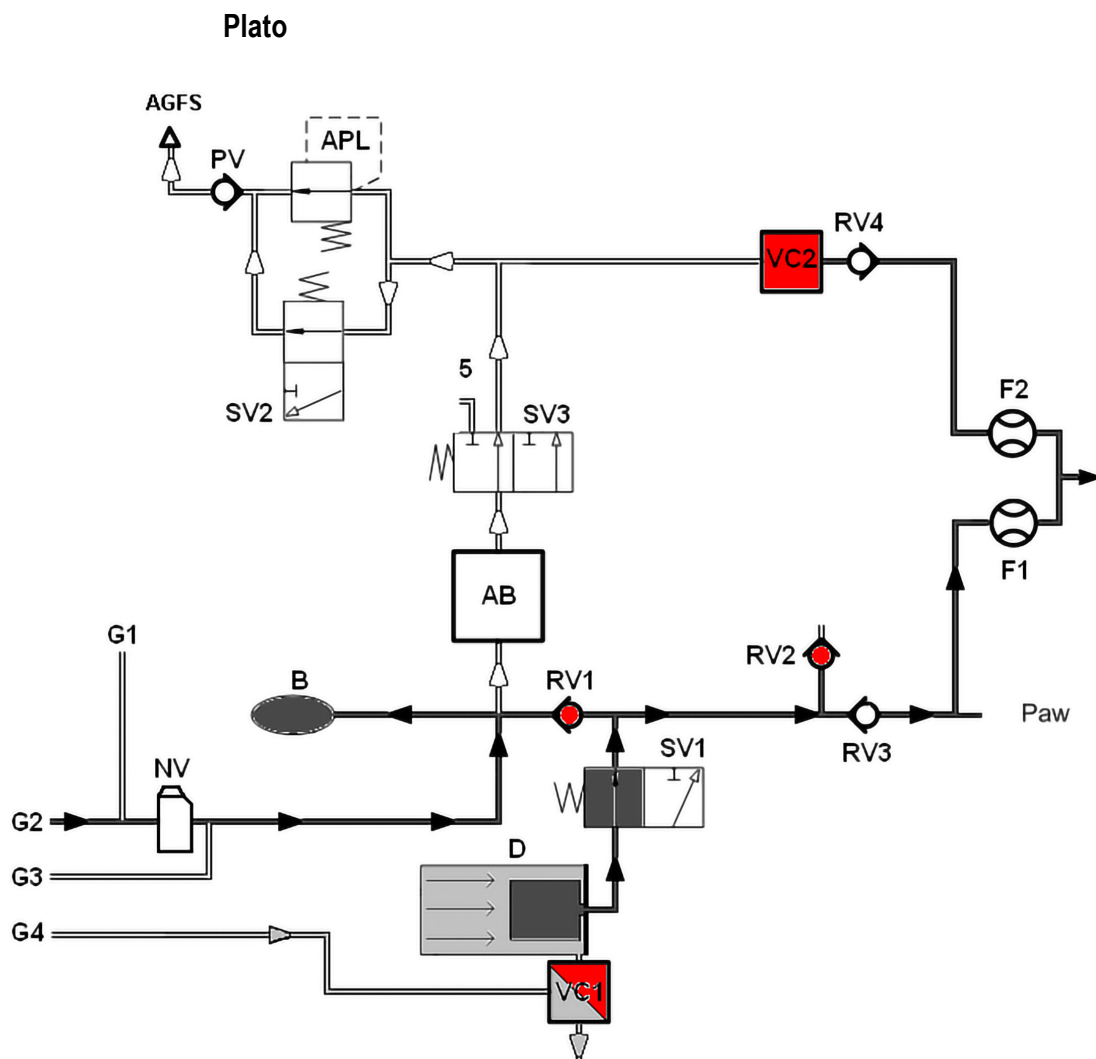 Plato
AGFS
PV
APL
RV4
VC2
5
SV2
SV3
F2
F1
AB
G1
B
RV1
RV2
Paw
NV
SV1
RV3
G2
D
G3
G4
VC1